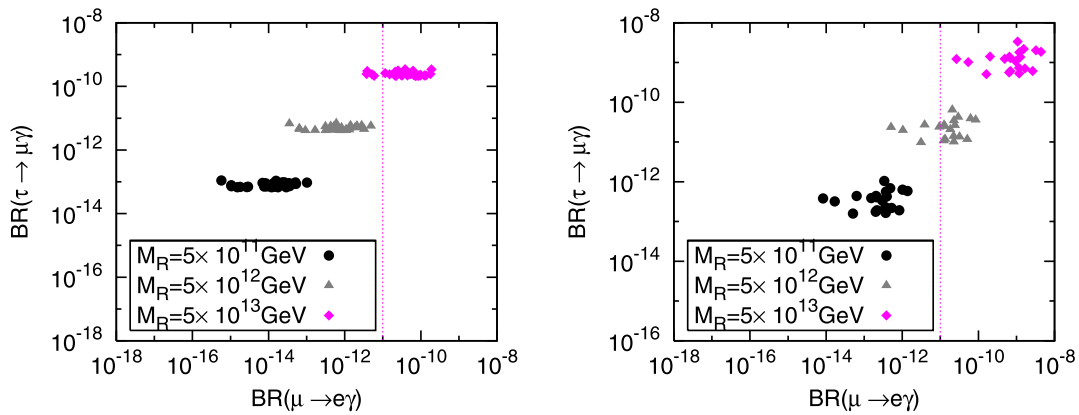 10^-8
10^-10
10^-12
10^-14
10^-16
10^-18
BR(τ→ μγ)
M_R=5× 10^11GeV
M_R=5× 10^12GeV
M_R=5× 10^13GeV
10^-18 10^-16 10^-14 10^-12 10^-10 10^-8
BR(μ →eγ)
10^-8
10^-10
10^-12
10^-14
10^-16
BR(τ→ μγ)
M_R=5× 10^11GeV
M_R=5× 10^12GeV
M_R=5× 10^13GeV
10^-18 10^-16 10^-14 10^-12 10^-10 10^-8
BR(μ →eγ)